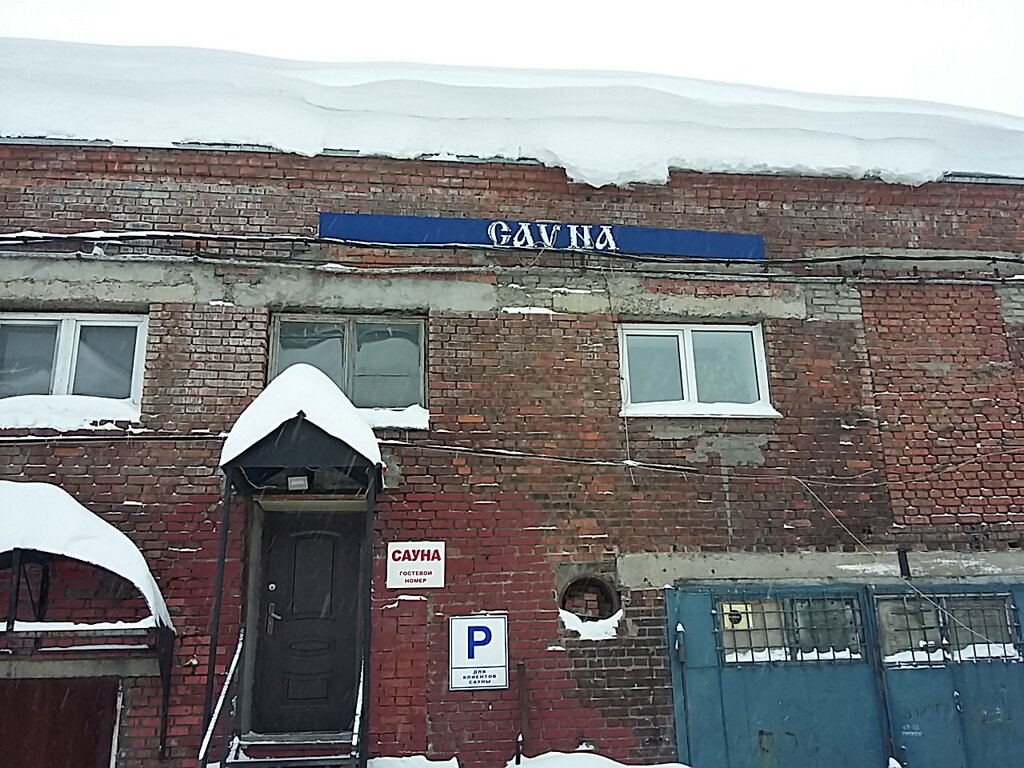 САУНА
САУНА
ГОСТЕВОЙ
НОМЕР
P
ДЛЯ
КЛИЕНТОВ
САУНЫ